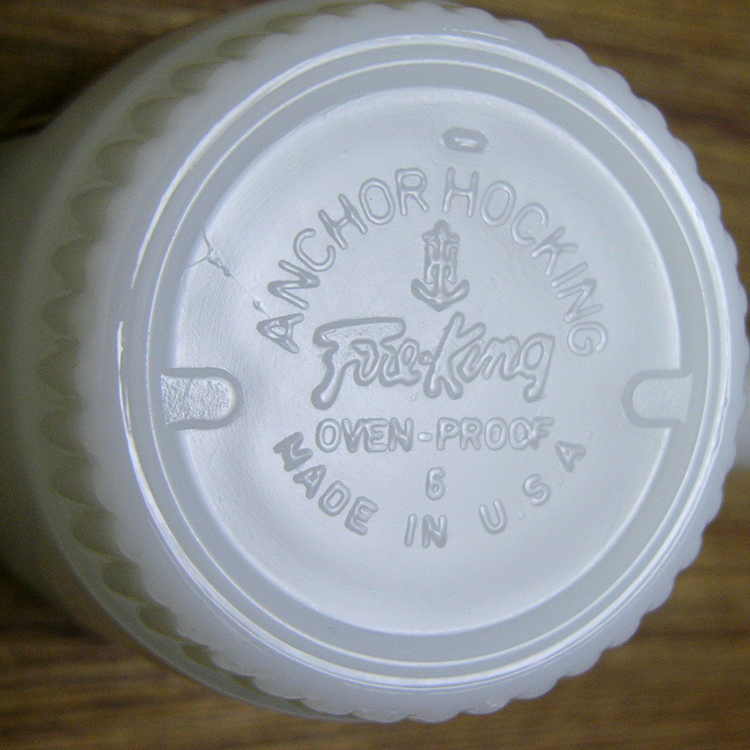 ANCHOR HOCKING
Fire-King
OVEN-PROOF
6
MADE IN U.S.A.